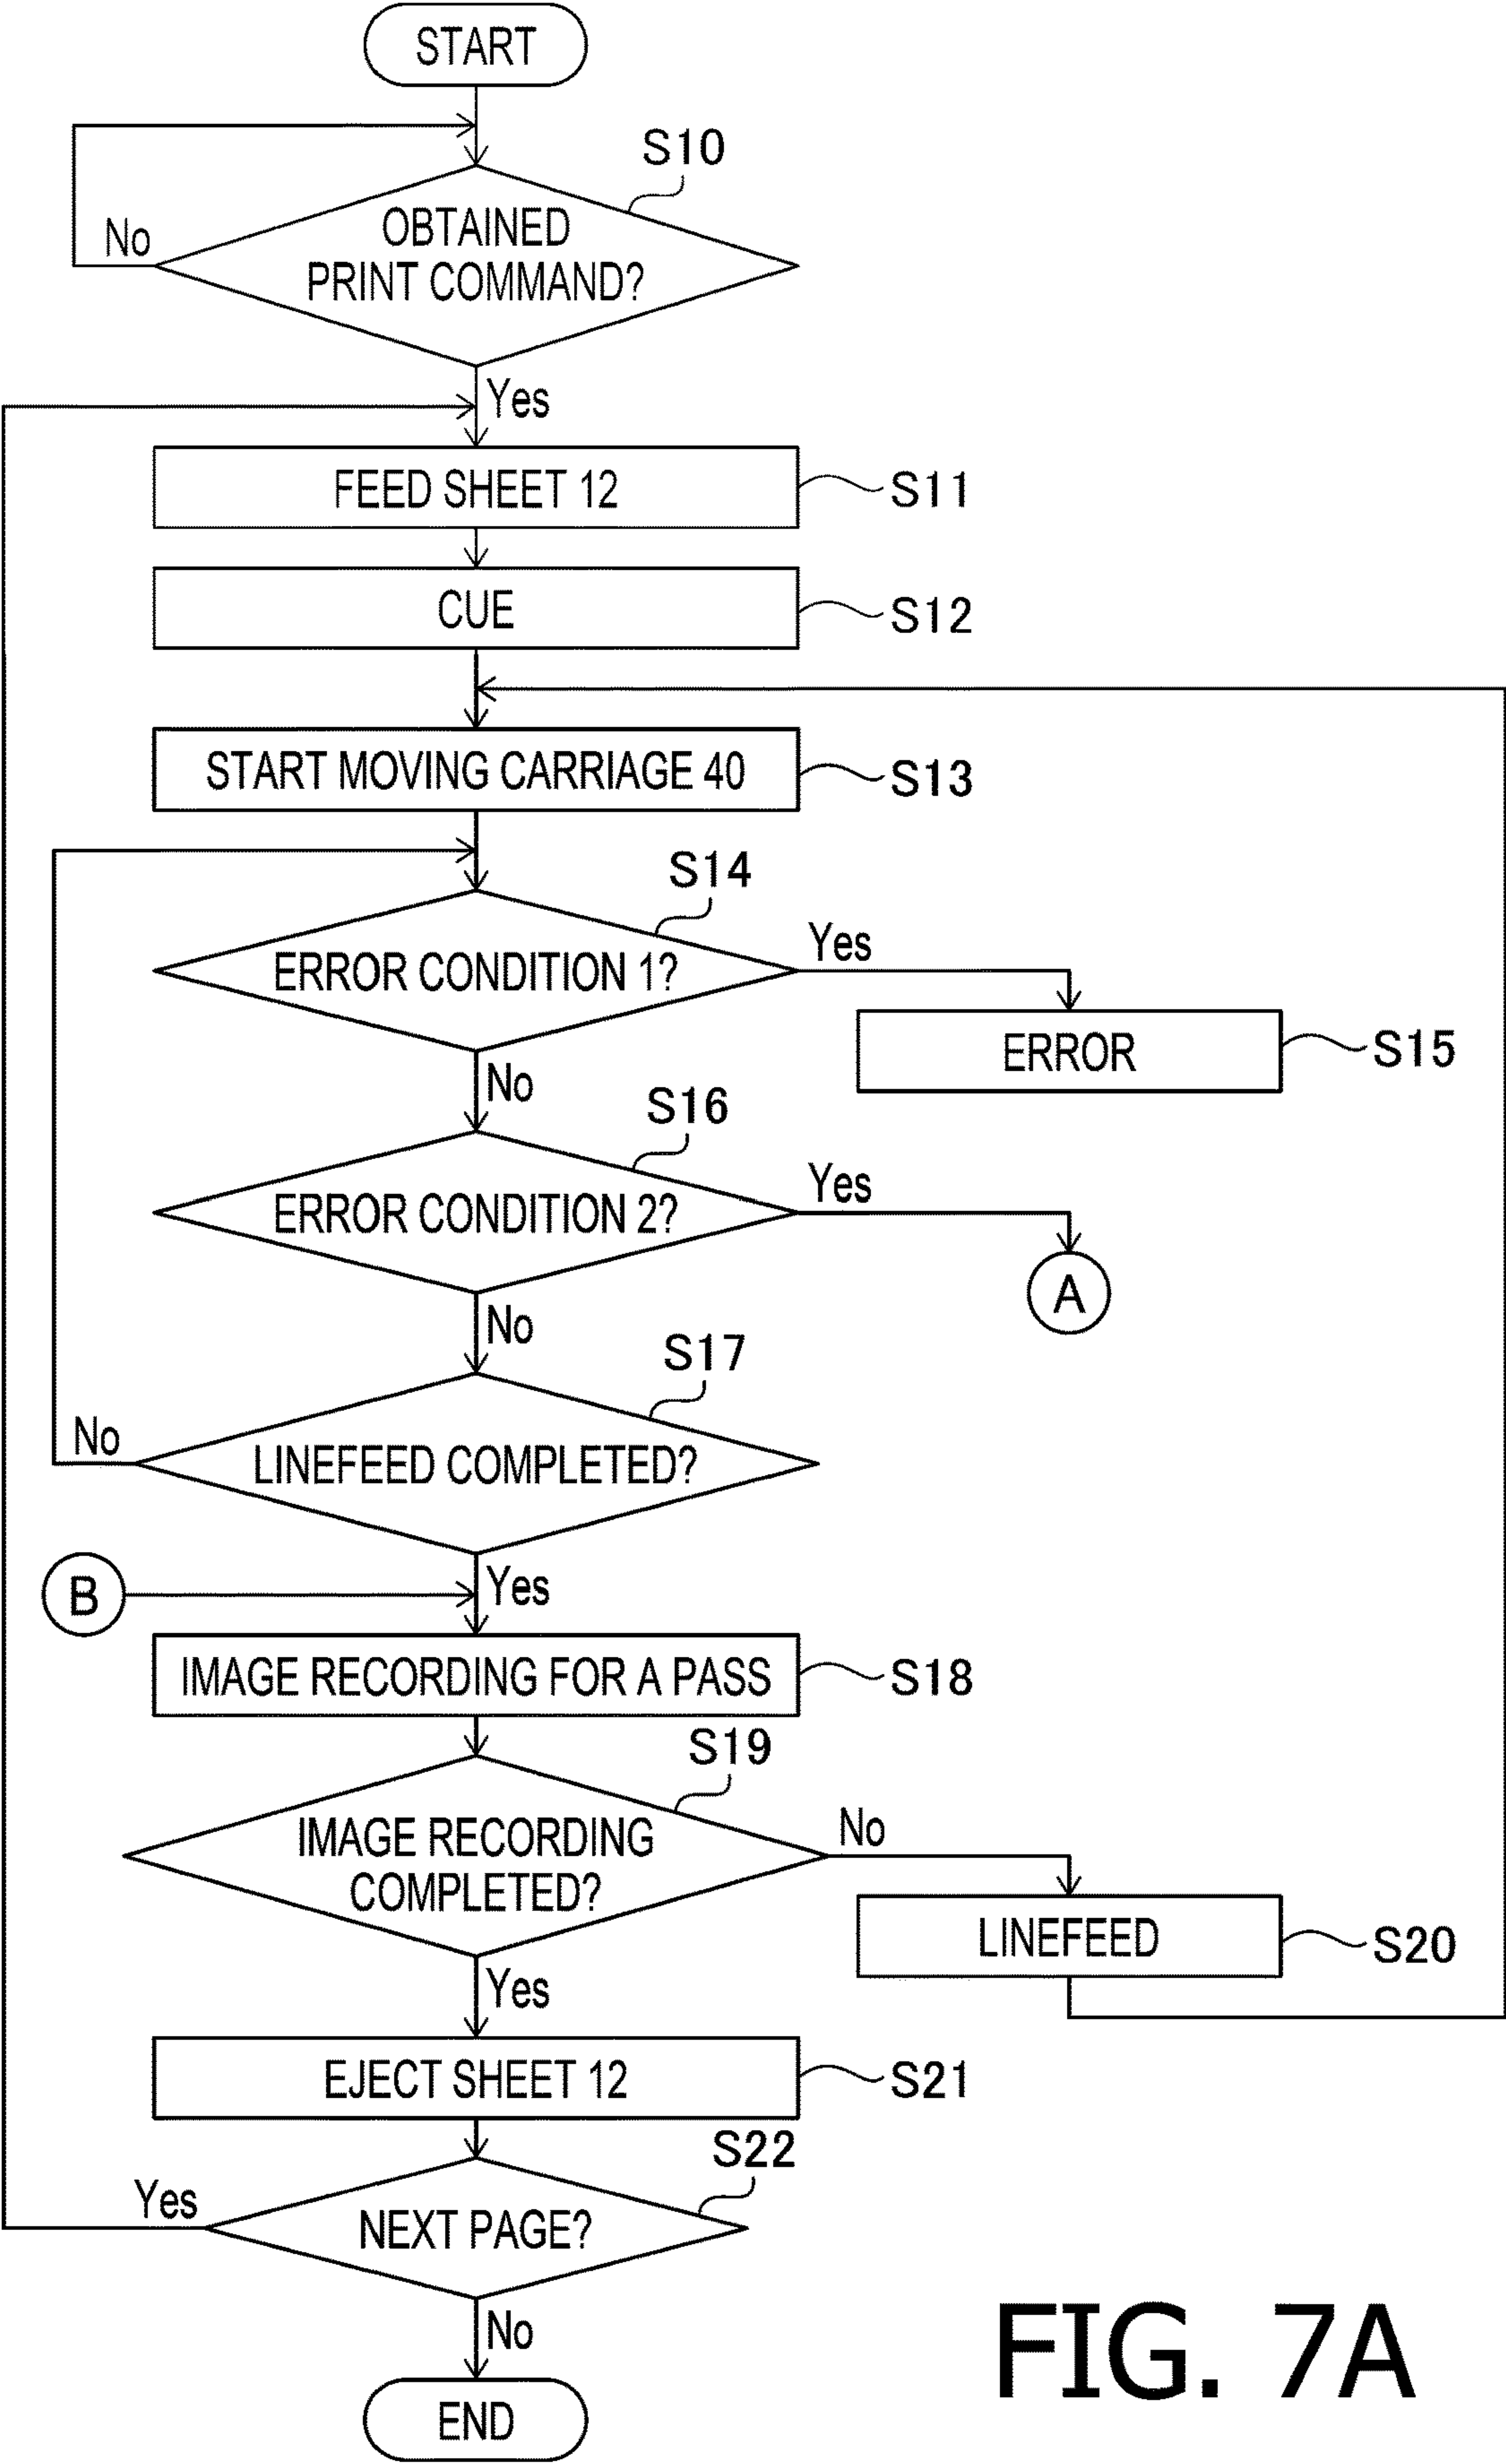 START
S10
No
OBTAINED
PRINT COMMAND?
Yes
FEED SHEET 12
S11
CUE
S12
START MOVING CARRIAGE 40
S13
S14
ERROR CONDITION 1?
Yes
ERROR
S15
No
S16
ERROR CONDITION 2?
Yes
A
No
S17
No
LINEFEED COMPLETED?
B
Yes
IMAGE RECORDING FOR A PASS
S18
S19
IMAGE RECORDING
COMPLETED?
No
LINEFEED
S20
Yes
EJECT SHEET 12
S21
S22
Yes
NEXT PAGE?
No
END
FIG. 7A